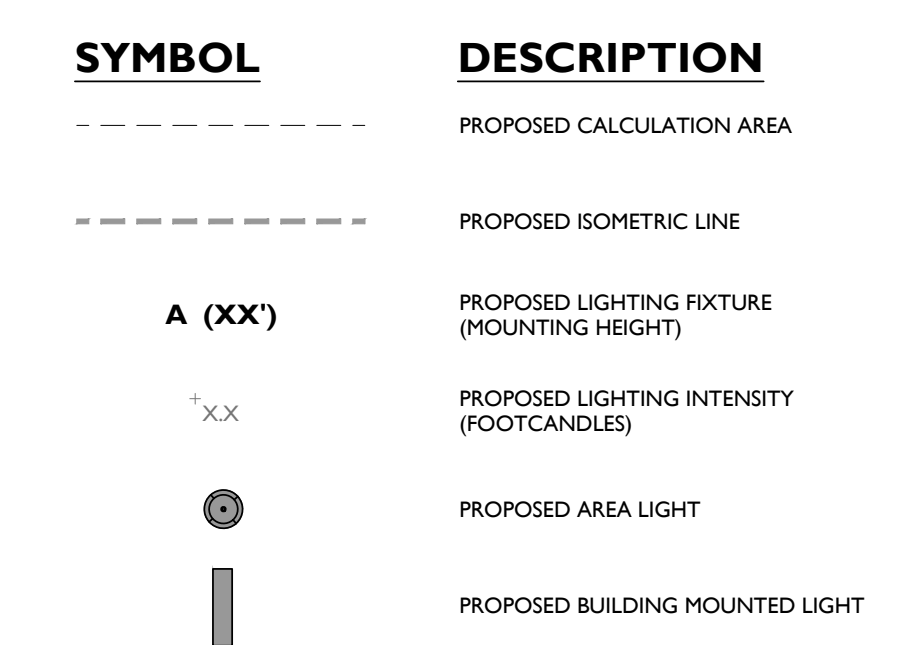 SYMBOL DESCRIPTION
PROPOSED CALCULATION AREA
PROPOSED ISOMETRIC LINE
A (XX') PROPOSED LIGHTING FIXTURE
(MOUNTING HEIGHT)
+X.X PROPOSED LIGHTING INTENSITY
(FOOTCANDLES)
PROPOSED AREA LIGHT
PROPOSED BUILDING MOUNTED LIGHT